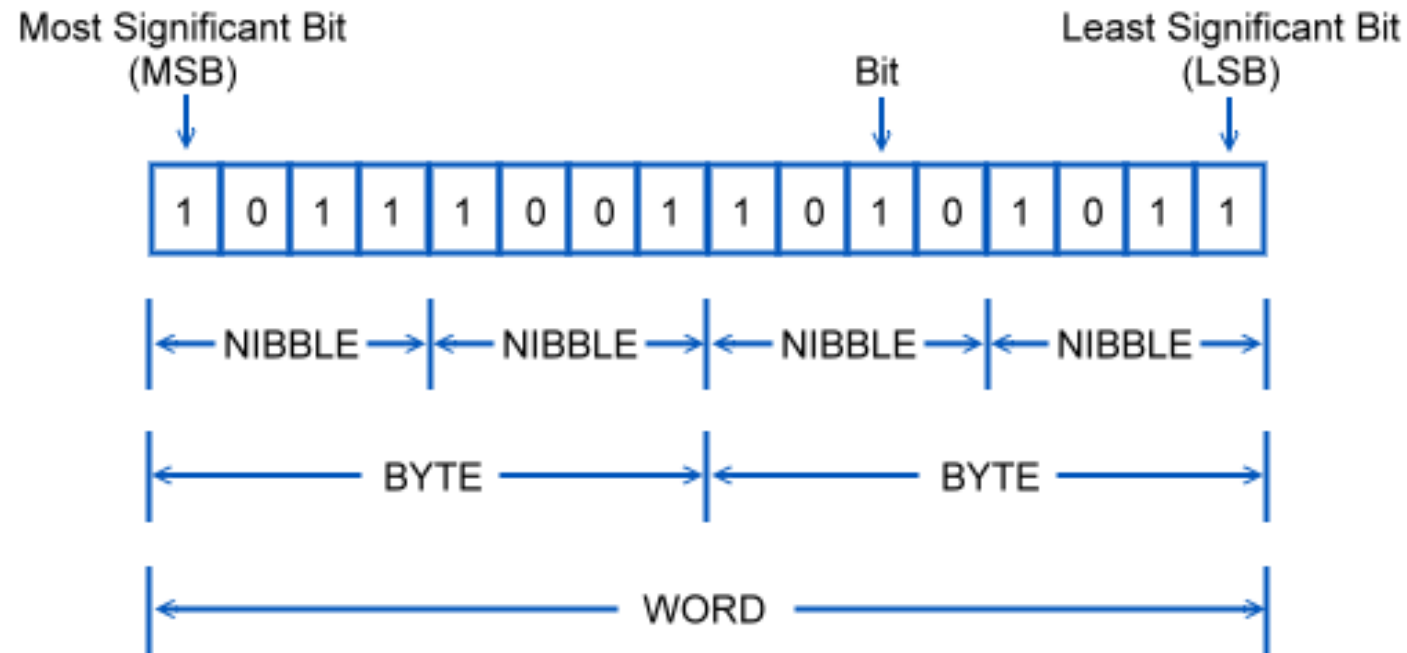 Most Significant Bit
(MSB)
Bit
Least Significant Bit
(LSB)
1 0 1 1 1 0 0 1 1 0 1 0 1 0 1 1
NIBBLE NIBBLE NIBBLE NIBBLE
BYTE BYTE
WORD